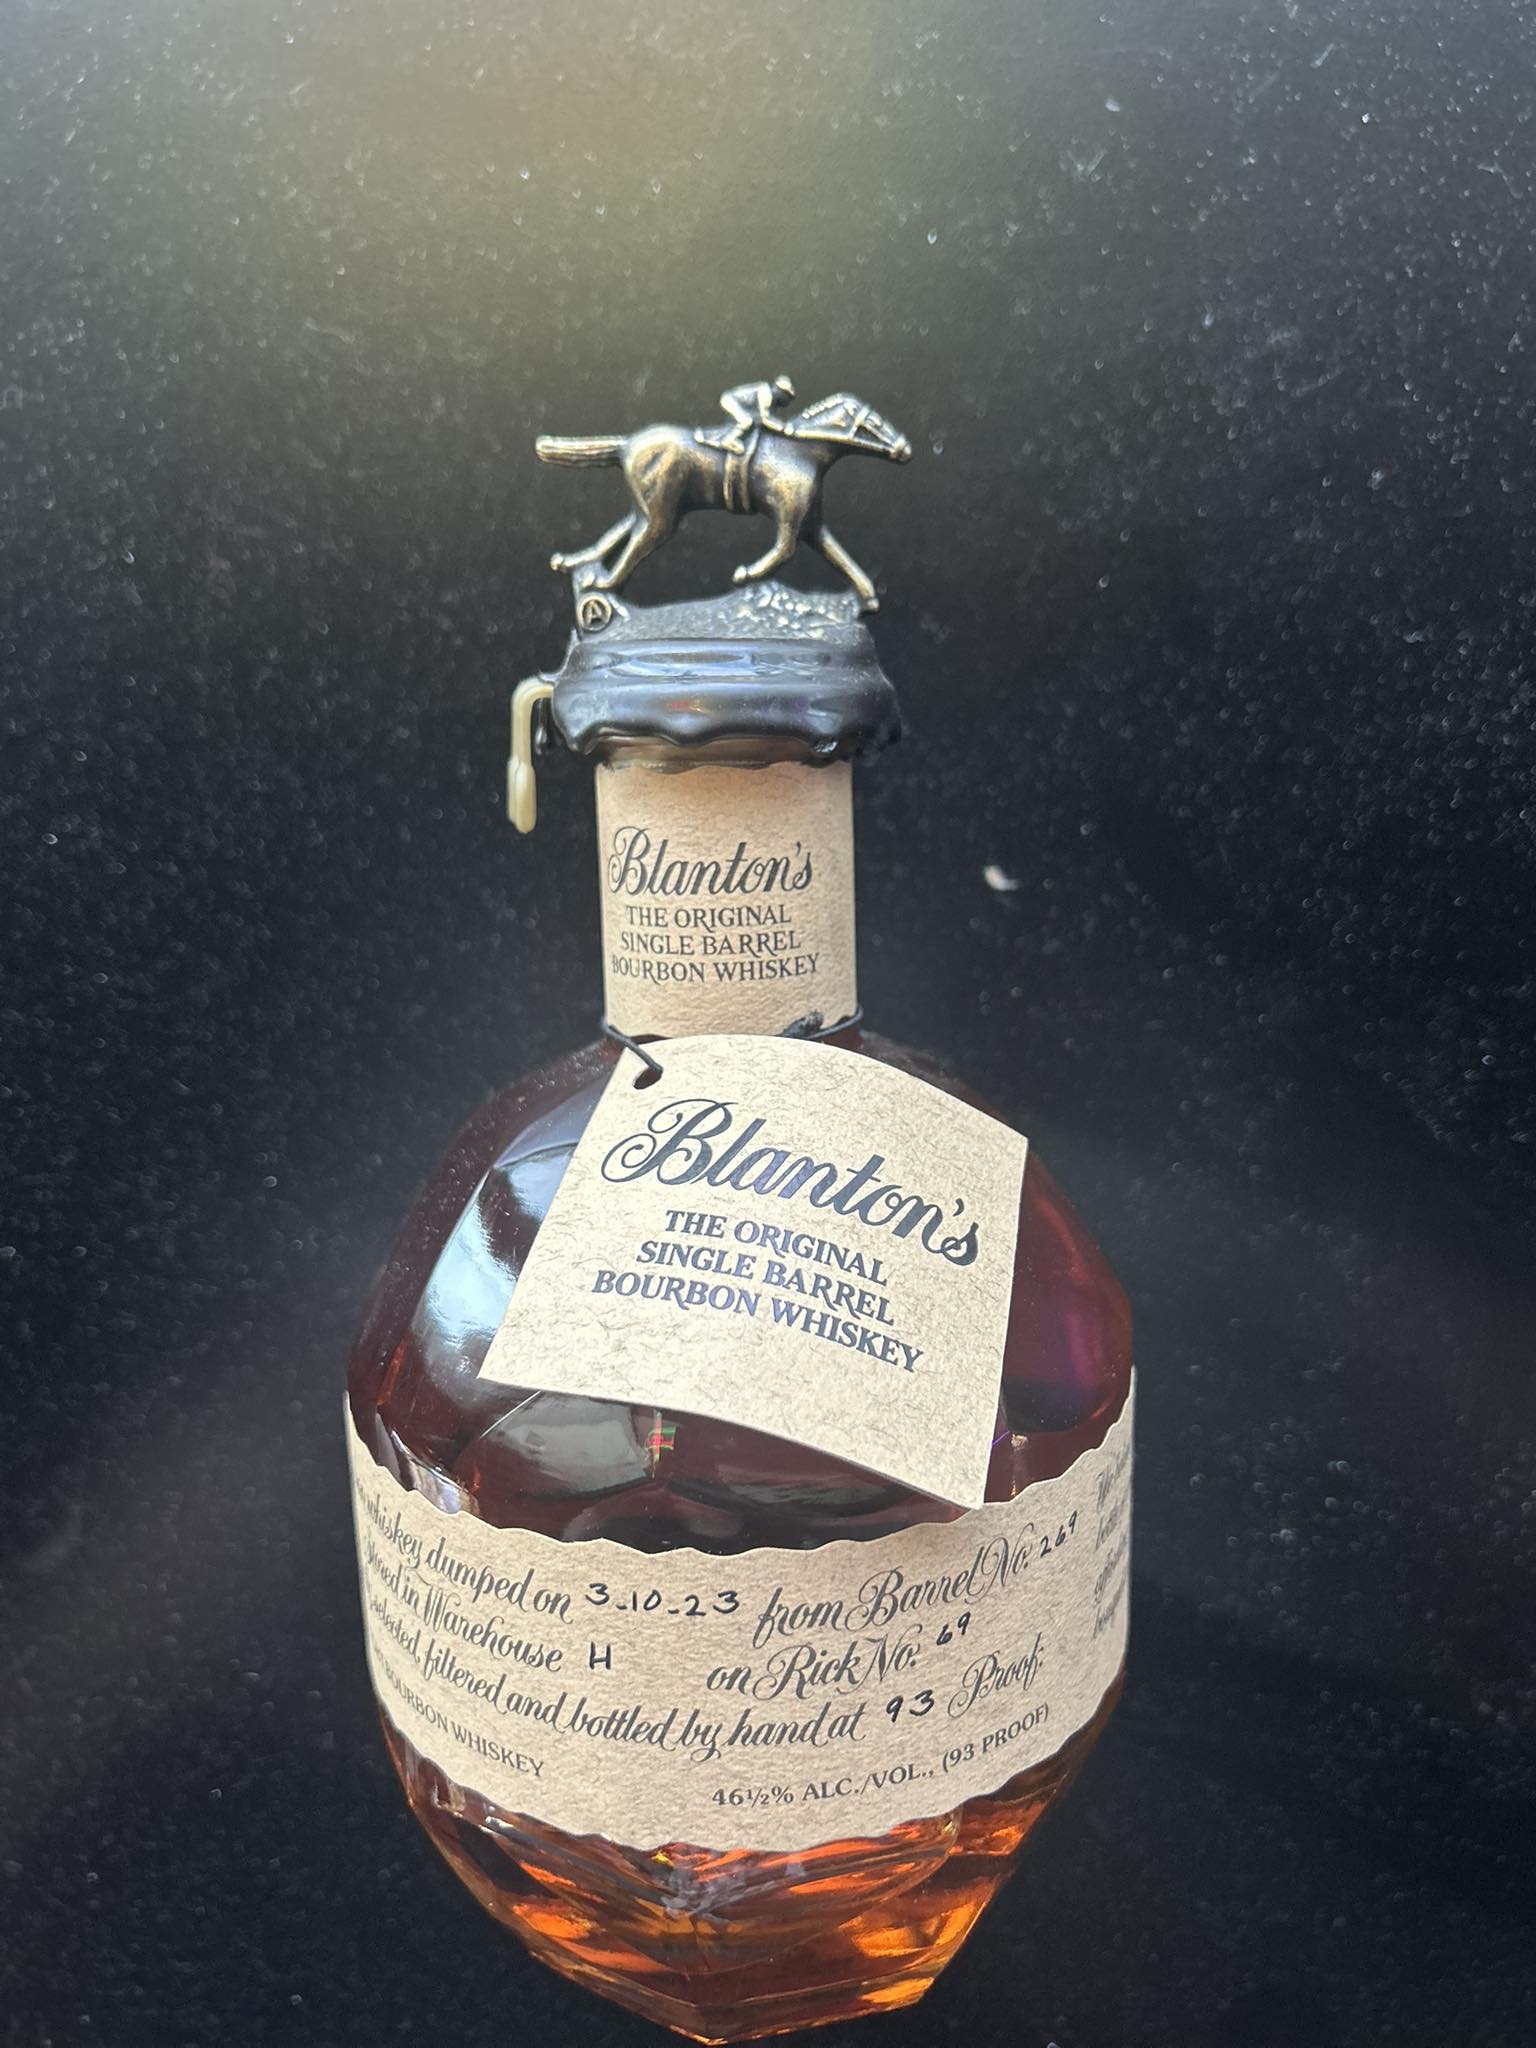 A
Blanton's
THE ORIGINAL
SINGLE BARREL
BOURBON WHISKEY
Blanton's
THE ORIGINAL
SINGLE BARREL
BOURBON WHISKEY
whiskey dumped on 3-10-23 from Barrel No. 269
stored in Warehouse H on Rick No. 69
selected, filtered and bottled by hand at 93 Proof.
BOURBON WHISKEY 46½% ALC./VOL., (93 PROOF)